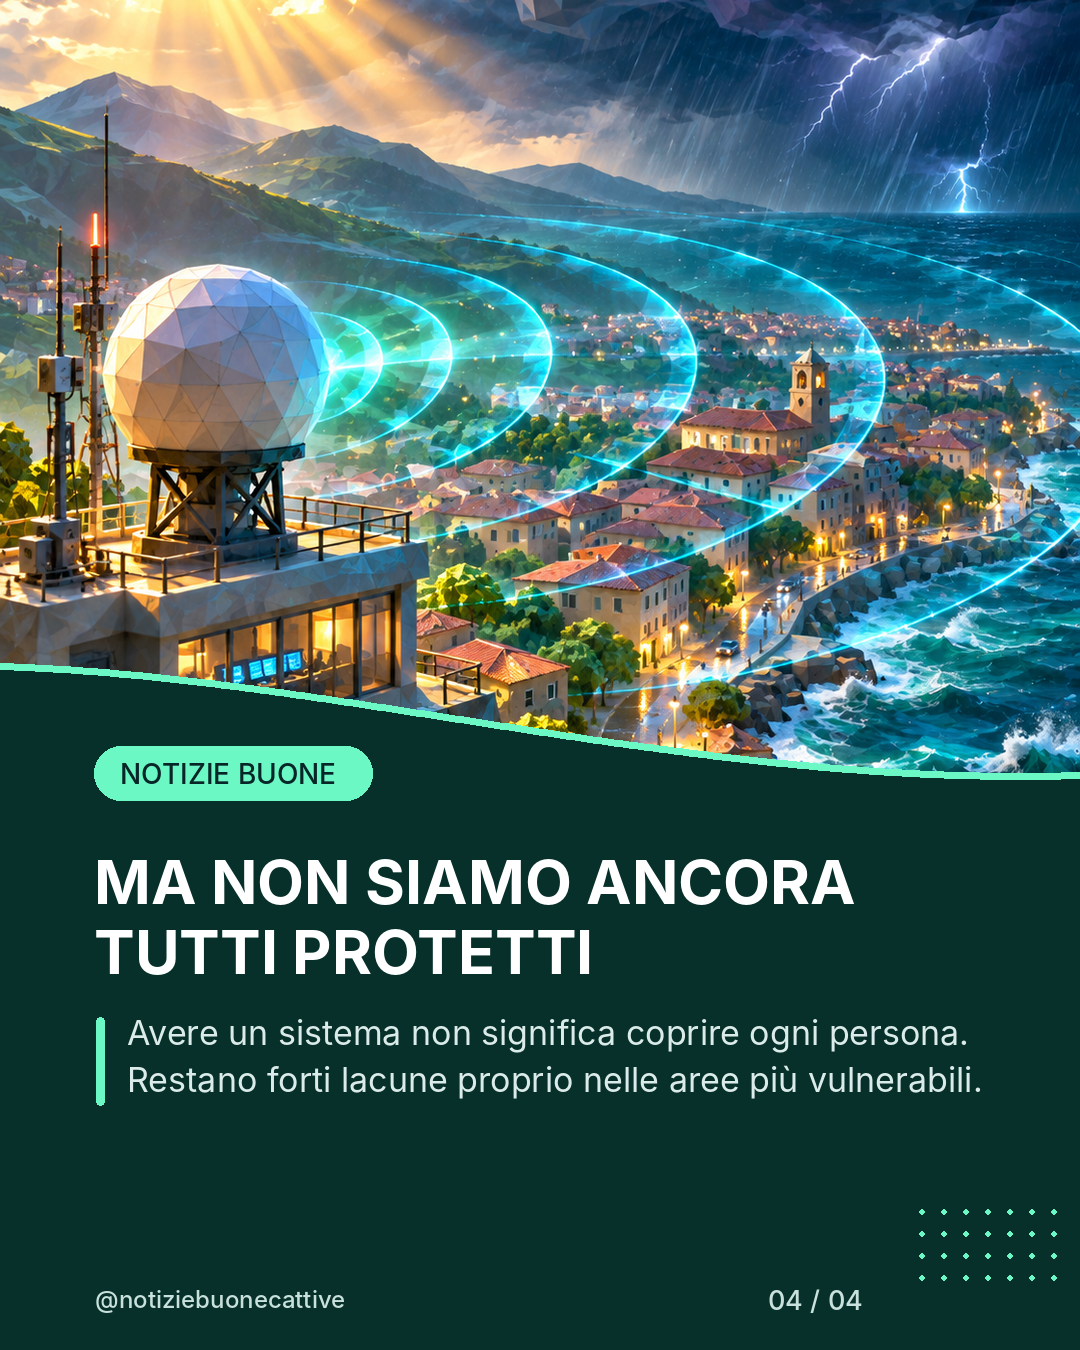 NOTIZIE BUONE
MA NON SIAMO ANCORA
TUTTI PROTETTI
Avere un sistema non significa coprire ogni persona.
Restano forti lacune proprio nelle aree più vulnerabili.
@notiziebuonecattive
04 / 04